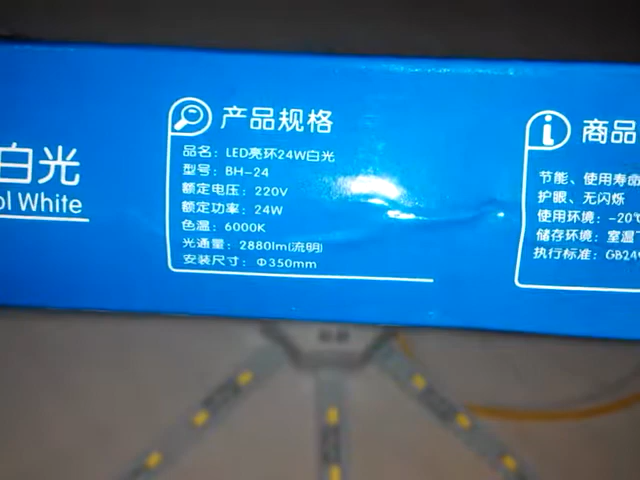 白光
ol White
产品规格
品名：LED亮环24W白光
型号：BH-24
额定电压：220V
额定功率：24W
色温：6000K
光通量：2880lm(流明)
安装尺寸：Φ350mm
商品
节能、使用寿命
护眼、无闪烁
使用环境：-20℃
储存环境：室温
执行标准：GB24